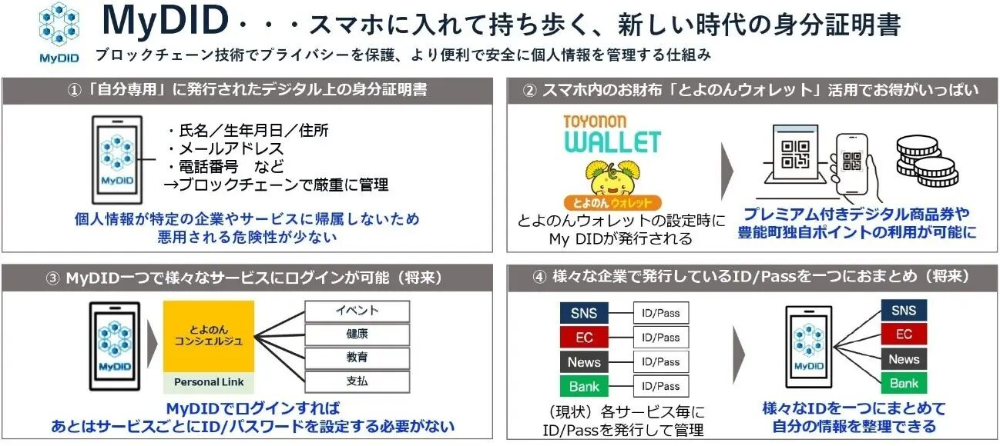 MyDID・・・スマホに入れて持ち歩く、新しい時代の身分証明書
MyDID
ブロックチェーン技術でプライバシーを保護、より便利で安全に個人情報を管理する仕組み
①「自分専用」に発行されたデジタル上の身分証明書
MyDID
・氏名／生年月日／住所
・メールアドレス
・電話番号　など
→ブロックチェーンで厳重に管理
個人情報が特定の企業やサービスに帰属しないため
悪用される危険性が少ない
② スマホ内のお財布「とよのんウォレット」活用でお得がいっぱい
TOYONON
WALLET
とよのんウォレット
とよのんウォレットの設定時に
My DIDが発行される
プレミアム付きデジタル商品券や
豊能町独自ポイントの利用が可能に
③ MyDID一つで様々なサービスにログインが可能（将来）
MyDID
とよのん
コンシェルジュ
Personal Link
イベント
健康
教育
支払
MyDIDでログインすれば
あとはサービスごとにID/パスワードを設定する必要がない
④ 様々な企業で発行しているID/Passを一つにおまとめ（将来）
SNS ID/Pass
EC ID/Pass
News ID/Pass
Bank ID/Pass
（現状）各サービス毎に
ID/Passを発行して管理
MyDID
SNS
EC
News
Bank
様々なIDを一つにまとめて
自分の情報を整理できる